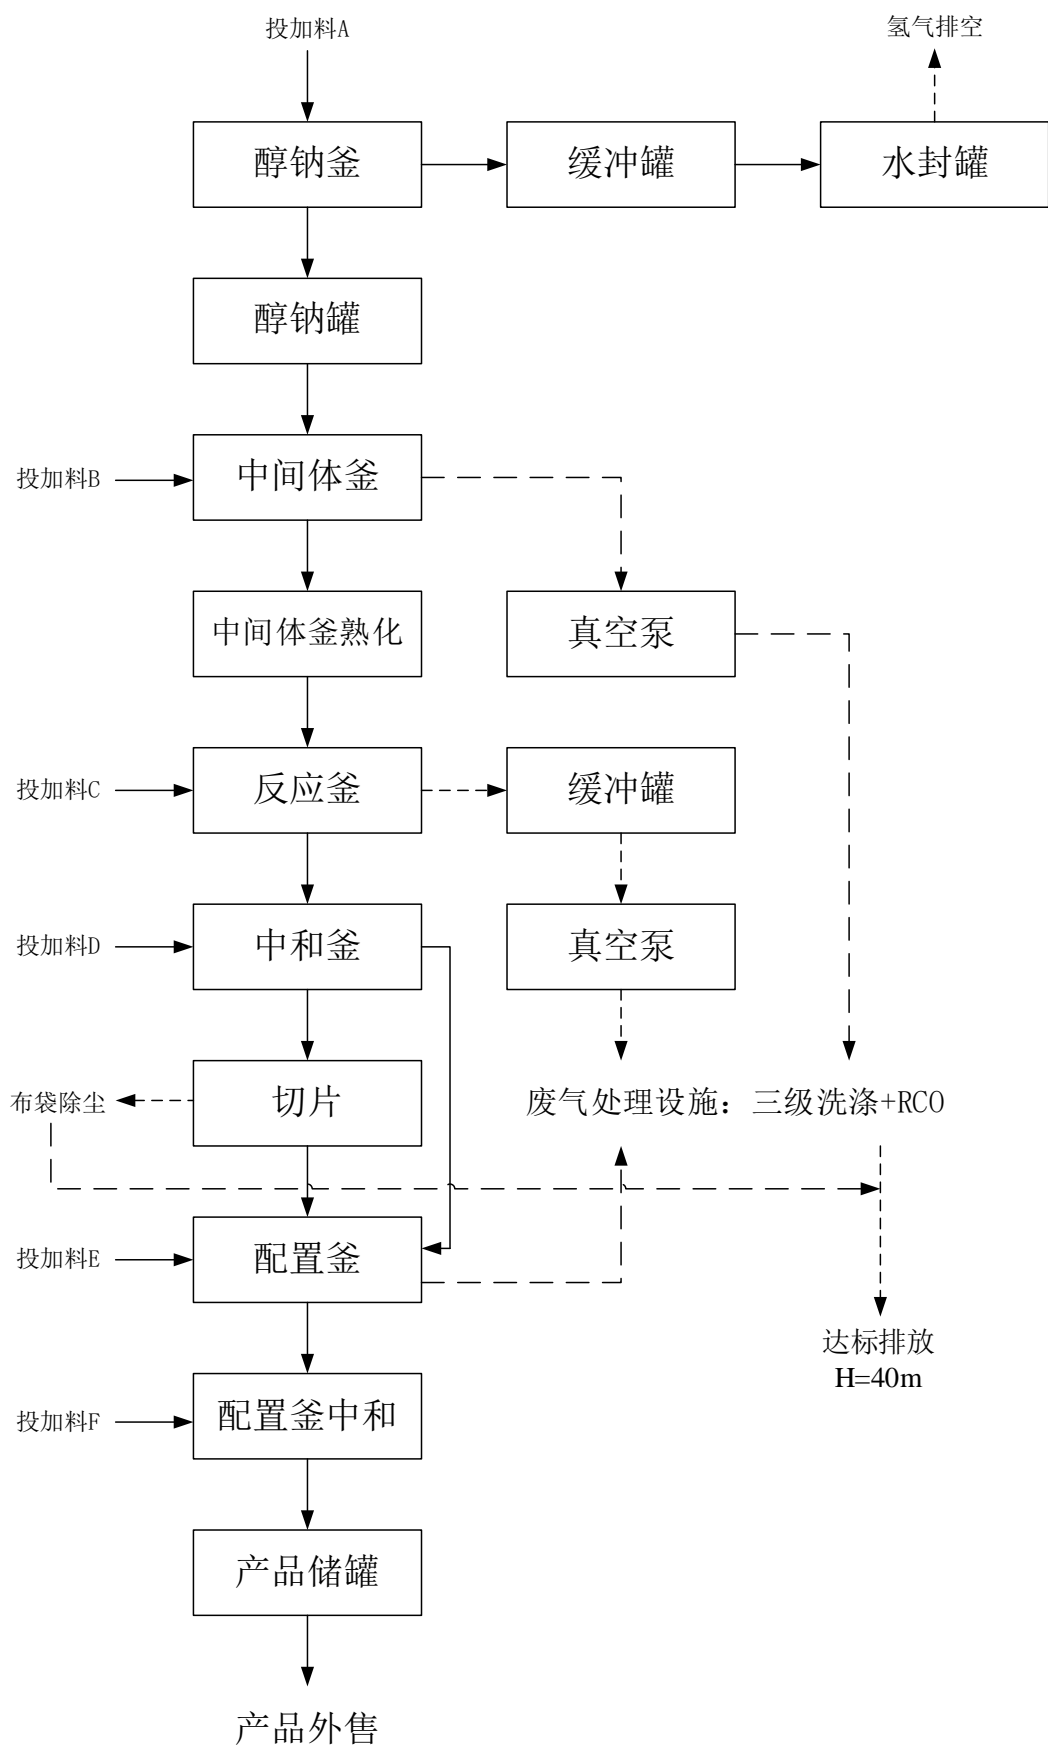 投加料A
氢气排空
醇钠釜
缓冲罐
水封罐
醇钠罐
投加料B
中间体釜
中间体釜熟化
真空泵
投加料C
反应釜
缓冲罐
投加料D
中和釜
真空泵
布袋除尘
切片
废气处理设施：三级洗涤+RCO
投加料E
配置釜
达标排放
H=40m
投加料F
配置釜中和
产品储罐
产品外售